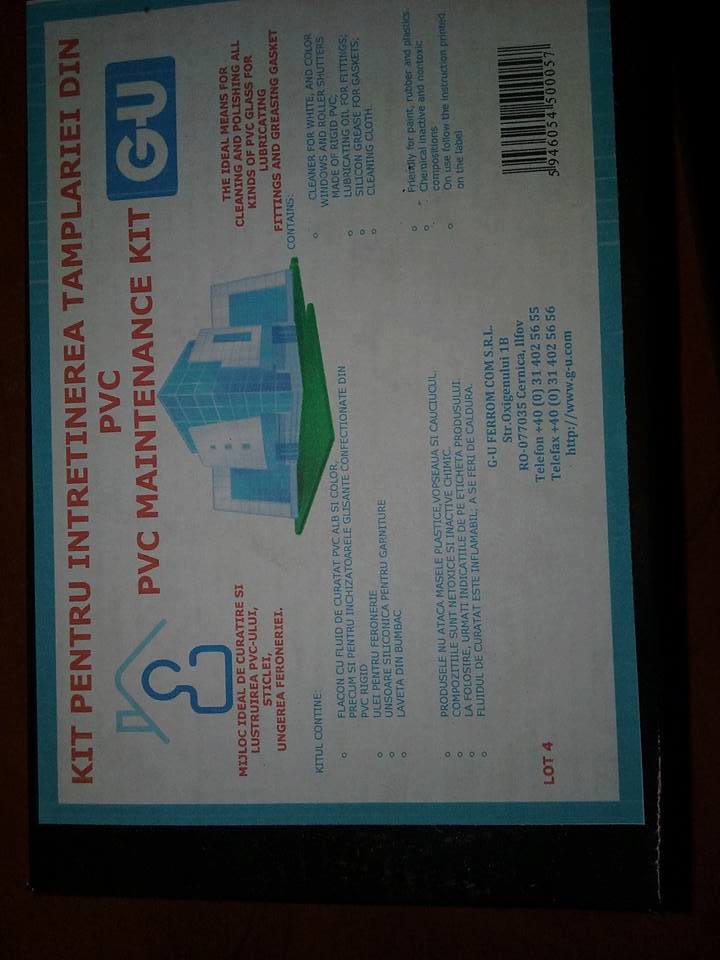 KIT PENTRU INTRETINEREA TAMPLARIEI DIN
PVC
PVC MAINTENANCE KIT
G-U
MIJLOC IDEAL DE CURATIRE SI
LUSTRUIREA PVC-ULUI,
STICLEI,
UNGEREA FERONERIEI.
KITUL CONTINE:
FLACON CU FLUID DE CURATAT PVC ALB SI COLOR,
PRECUM SI PENTRU INCHIZATOARELE GLISANTE CONFECTIONATE DIN
PVC RIGID
ULEI PENTRU FERONERIE
UNSOARE SILICONICA PENTRU GARNITURE
LAVETA DIN BUMBAC
PRODUSELE NU ATACA MASELE PLASTICE,VOPSEAUA SI CAUCIUCUL.
COMPOZITIILE SUNT NETOXICE SI INACTIVE CHIMIC.
LA FOLOSIRE, URMATI INDICATIILE DE PE ETICHETA PRODUSULUI.
FLUIDUL DE CURATAT ESTE INFLAMABIL; A SE FERI DE CALDURA.
LOT 4
THE IDEAL MEANS FOR
CLEANING AND POLISHING ALL
KINDS OF PVC GLASS FOR
LUBRICATING
FITTINGS AND GREASING GASKET
CONTAINS:
CLEANER FOR WHITE, AND COLOR
WINDOWS AND ROLLER SHUTTERS
MADE OF RIGID PVC;
LUBRICATING OIL FOR FITTINGS;
SILICON GREASE FOR GASKETS;
CLEANING CLOTH.
Friendly for paint, rubber and plastics.
Chemical inactive and nontoxic
compositions
On use follow the instruction printed
on the label
G-U FERROM COM S.R.L.
Str.Oxigenului 1B
RO-077035 Cernica, Ilfov
Telefon +40 (0) 31 402 56 55
Telefax +40 (0) 31 402 56 56
http://www.g-u.com
5946054500057